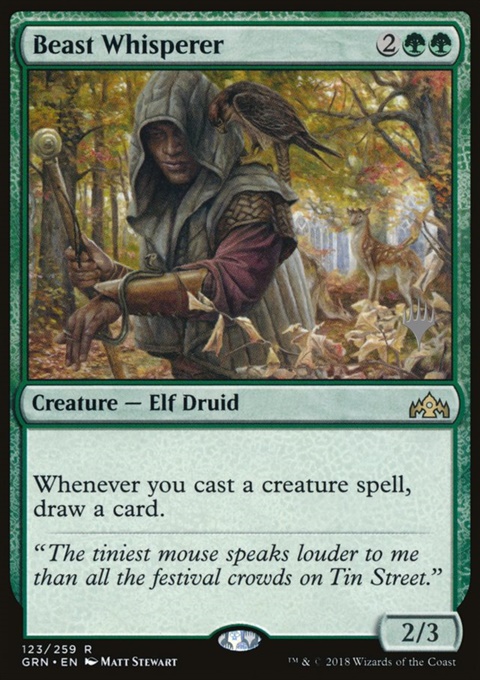 Beast Whisperer 2
Creature — Elf Druid
Whenever you cast a creature spell,
draw a card.
“The tiniest mouse speaks louder to me
than all the festival crowds on Tin Street.”
2/3
123/259 R
GRN • EN Matt Stewart
™ & © 2018 Wizards of the Coast